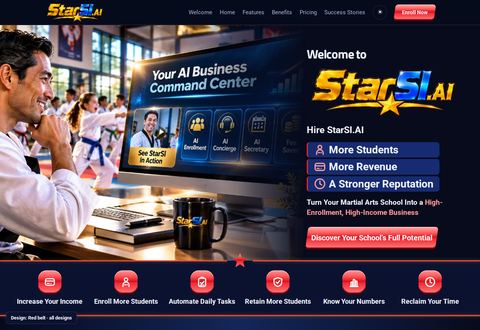 StarSI.AI
Welcome
Home
Features
Benefits
Pricing
Success Stories
Enroll Now
Your AI Business
Command Center
See StarSI
In Action
AI
Enrollment
AI
Concierge
AI
Secretary
StarSI.AI
Welcome to
StarSI.AI
Hire StarSI.AI
More Students
More Revenue
A Stronger Reputation
Turn Your Martial Arts School Into a High-
Enrollment, High-Income Business
Discover Your School's Full Potential
Increase Your Income
Enroll More Students
Automate Daily Tasks
Retain More Students
Know Your Numbers
Reclaim Your Time
Design: Red belt · all designs